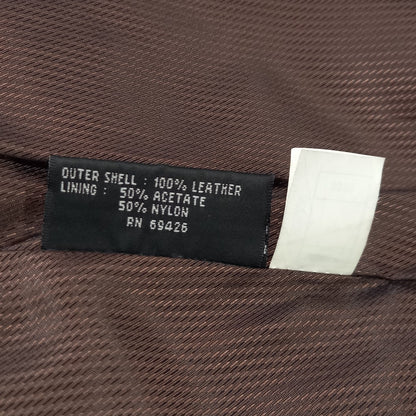 OUTER SHELL : 100% LEATHER
LINING : 50% ACETATE
50% NYLON
RN 69426